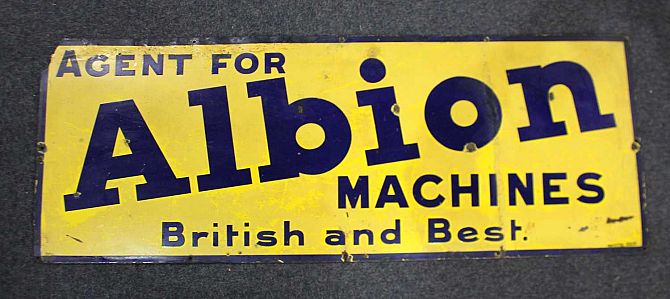 AGENT FOR
Albion
MACHINES
British and Best.